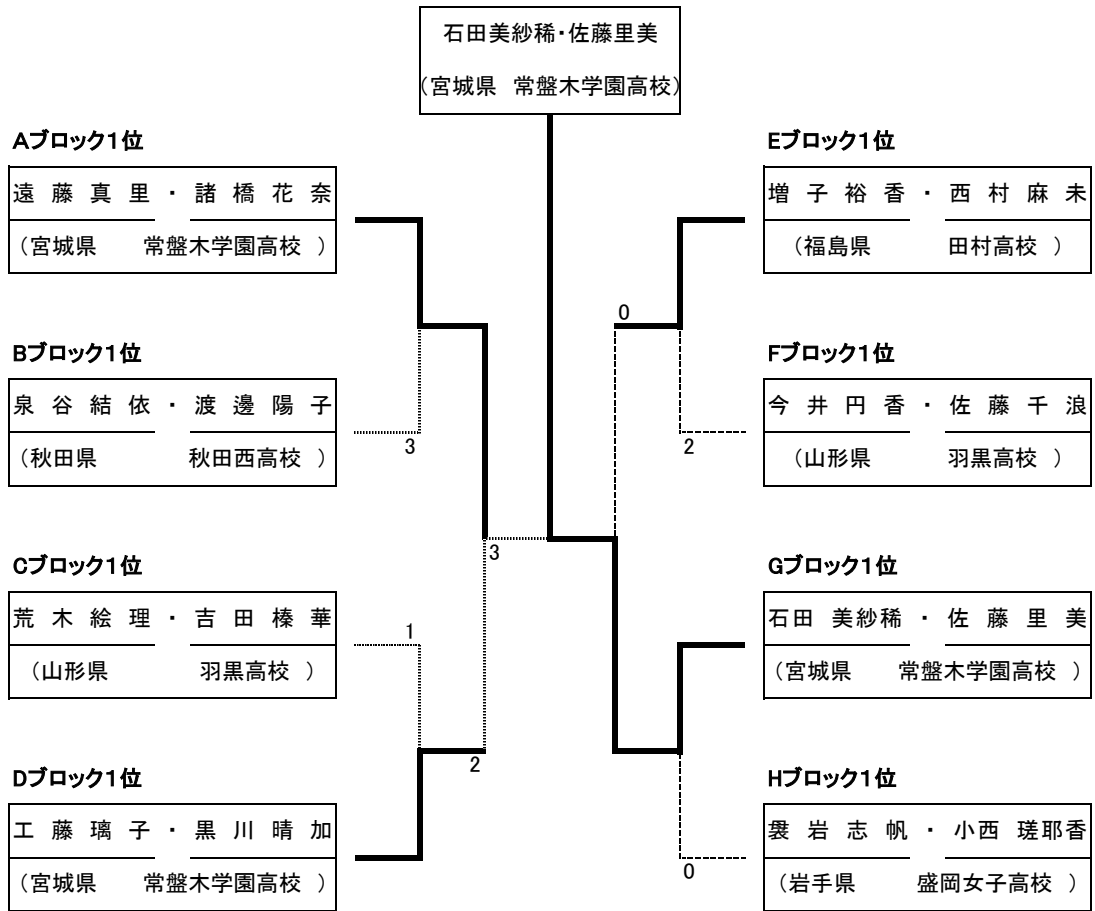 石田美紗稀・佐藤里美
(宮城県 常盤木学園高校)
Aブロック1位
遠藤真里・諸橋花奈
(宮城県 常盤木学園高校 )
Bブロック1位
泉谷結依・渡邊陽子
(秋田県 秋田西高校 )
Cブロック1位
荒木絵理・吉田榛華
(山形県 羽黒高校 )
Dブロック1位
工藤璃子・黒川晴加
(宮城県 常盤木学園高校 )
3
1
2
3
0
2
0
Eブロック1位
増子裕香・西村麻未
(福島県 田村高校 )
Fブロック1位
今井円香・佐藤千浪
(山形県 羽黒高校 )
Gブロック1位
石田 美紗稀・佐藤里美
(宮城県 常盤木学園高校 )
Hブロック1位
岩志帆・小西 瑳耶香
(岩手県 盛岡女子高校 )